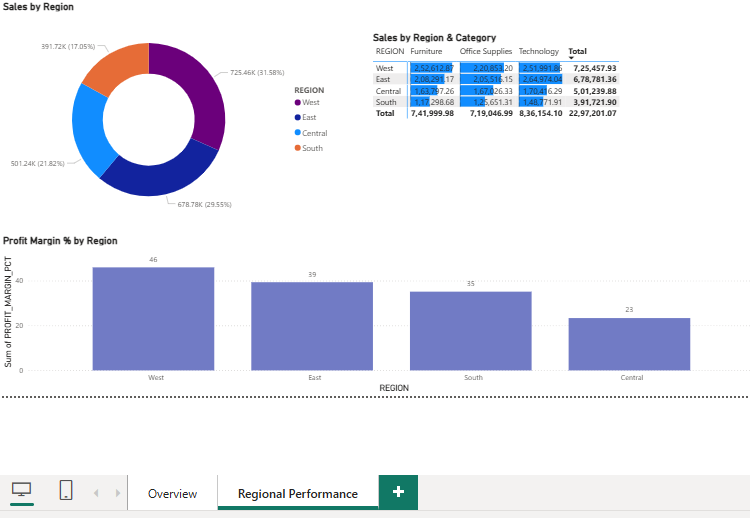 Sales by Region
391.72K (17.05%)
725.46K (31.58%)
501.24K (21.82%)
678.78K (29.55%)
REGION
West
East
Central
South
Sales by Region & Category
REGION Furniture Office Supplies Technology Total
West 2,52,612.87 2,20,853.20 2,51,991.86 7,25,457.93
East 2,08,291.17 2,05,516.15 2,64,974.04 6,78,781.36
Central 1,63,797.26 1,67,026.33 1,70,416.29 5,01,239.88
South 1,17,298.68 1,25,651.31 1,48,771.91 3,91,721.90
Total 7,41,999.98 7,19,046.99 8,36,154.10 22,97,201.07
Profit Margin % by Region
Sum of PROFIT_MARGIN_PCT
40
20
0
46
39
35
23
West East South Central
REGION
Overview Regional Performance +